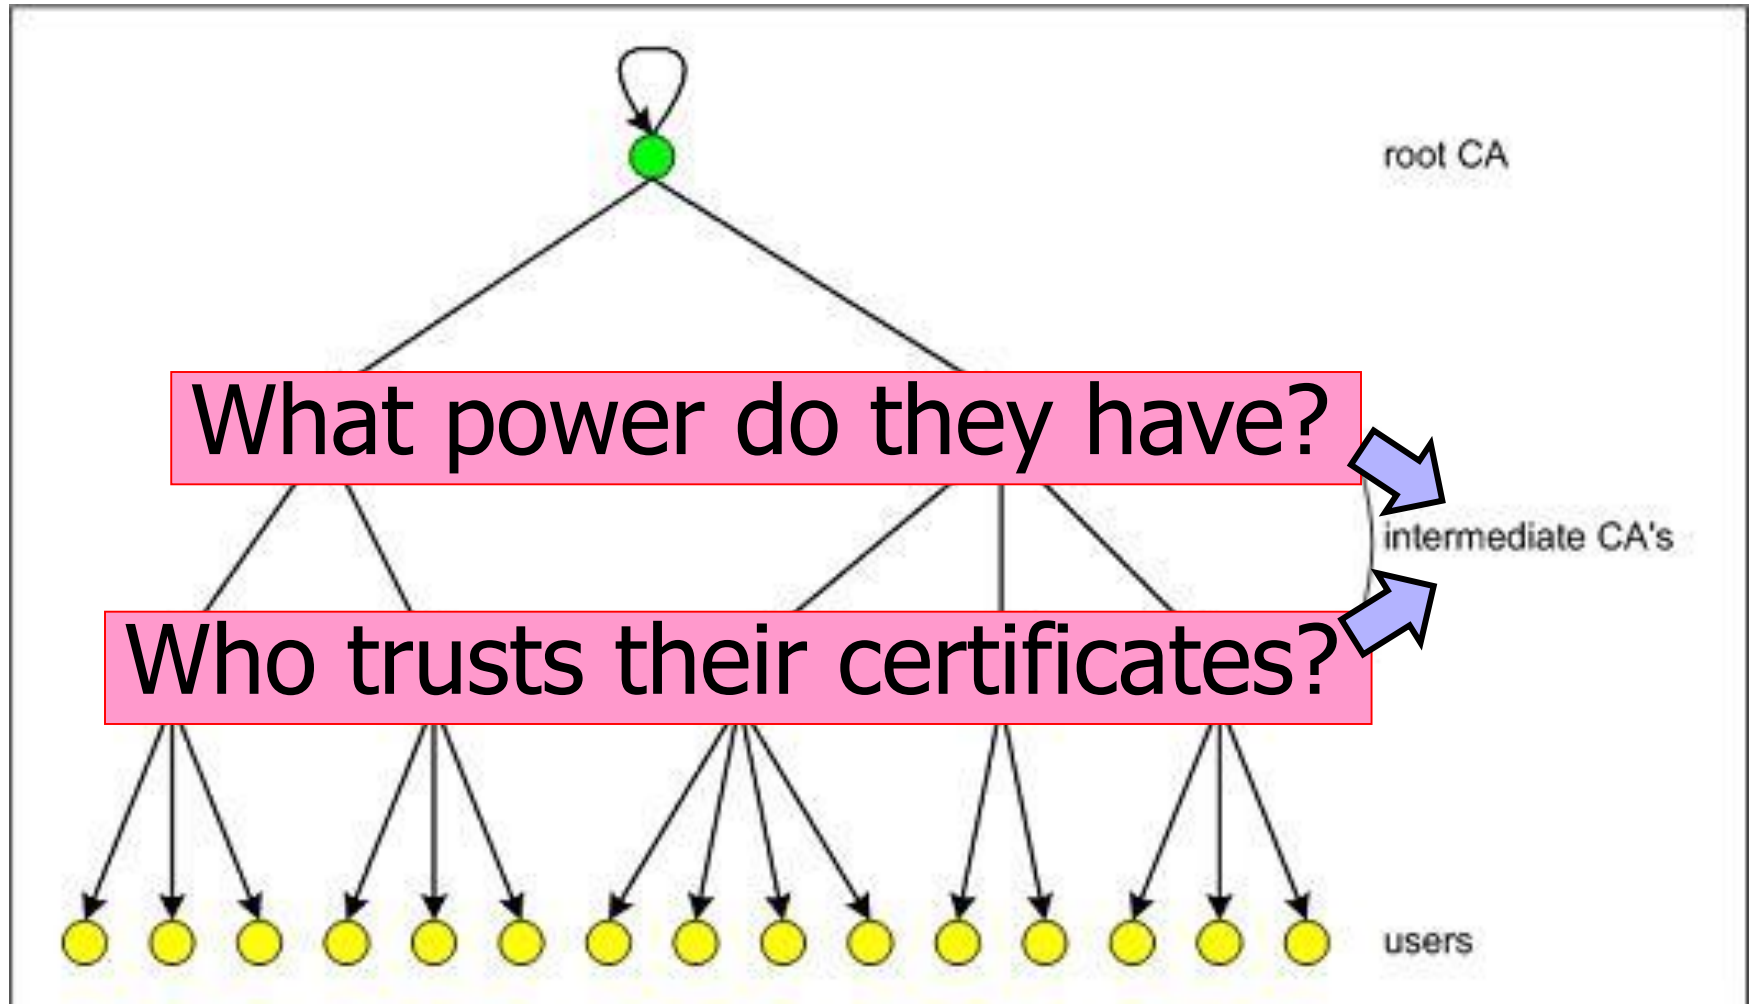 root CA
What power do they have?
intermediate CA's
Who trusts their certificates?
users